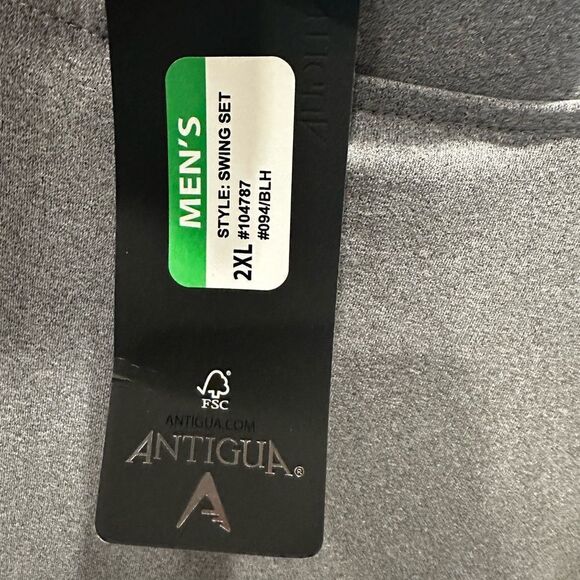 MEN'S
STYLE: SWING SET
2XL #104787
#094/BLH
FSC
ANTIGUA.COM
ANTIGUA®